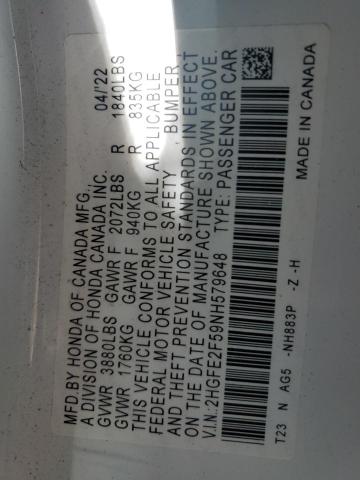 MFD.BY HONDA OF CANADA MFG., 04/'22
A DIVISION OF HONDA CANADA INC.
GVWR 3880LBS GAWR F 2072LBS R 1840LBS
GVWR 1760KG GAWR F 940KG R 835KG
THIS VEHICLE CONFORMS TO ALL APPLICABLE
FEDERAL MOTOR VEHICLE SAFETY BUMPER,
AND THEFT PREVENTION STANDARDS IN EFFECT
ON THE DATE OF MANUFACTURE SHOWN ABOVE.
V.I.N.:2HGFE2F59NH579648 TYPE:PASSENGER CAR
T23 N AG5 -NH883P -Z -H MADE IN CANADA